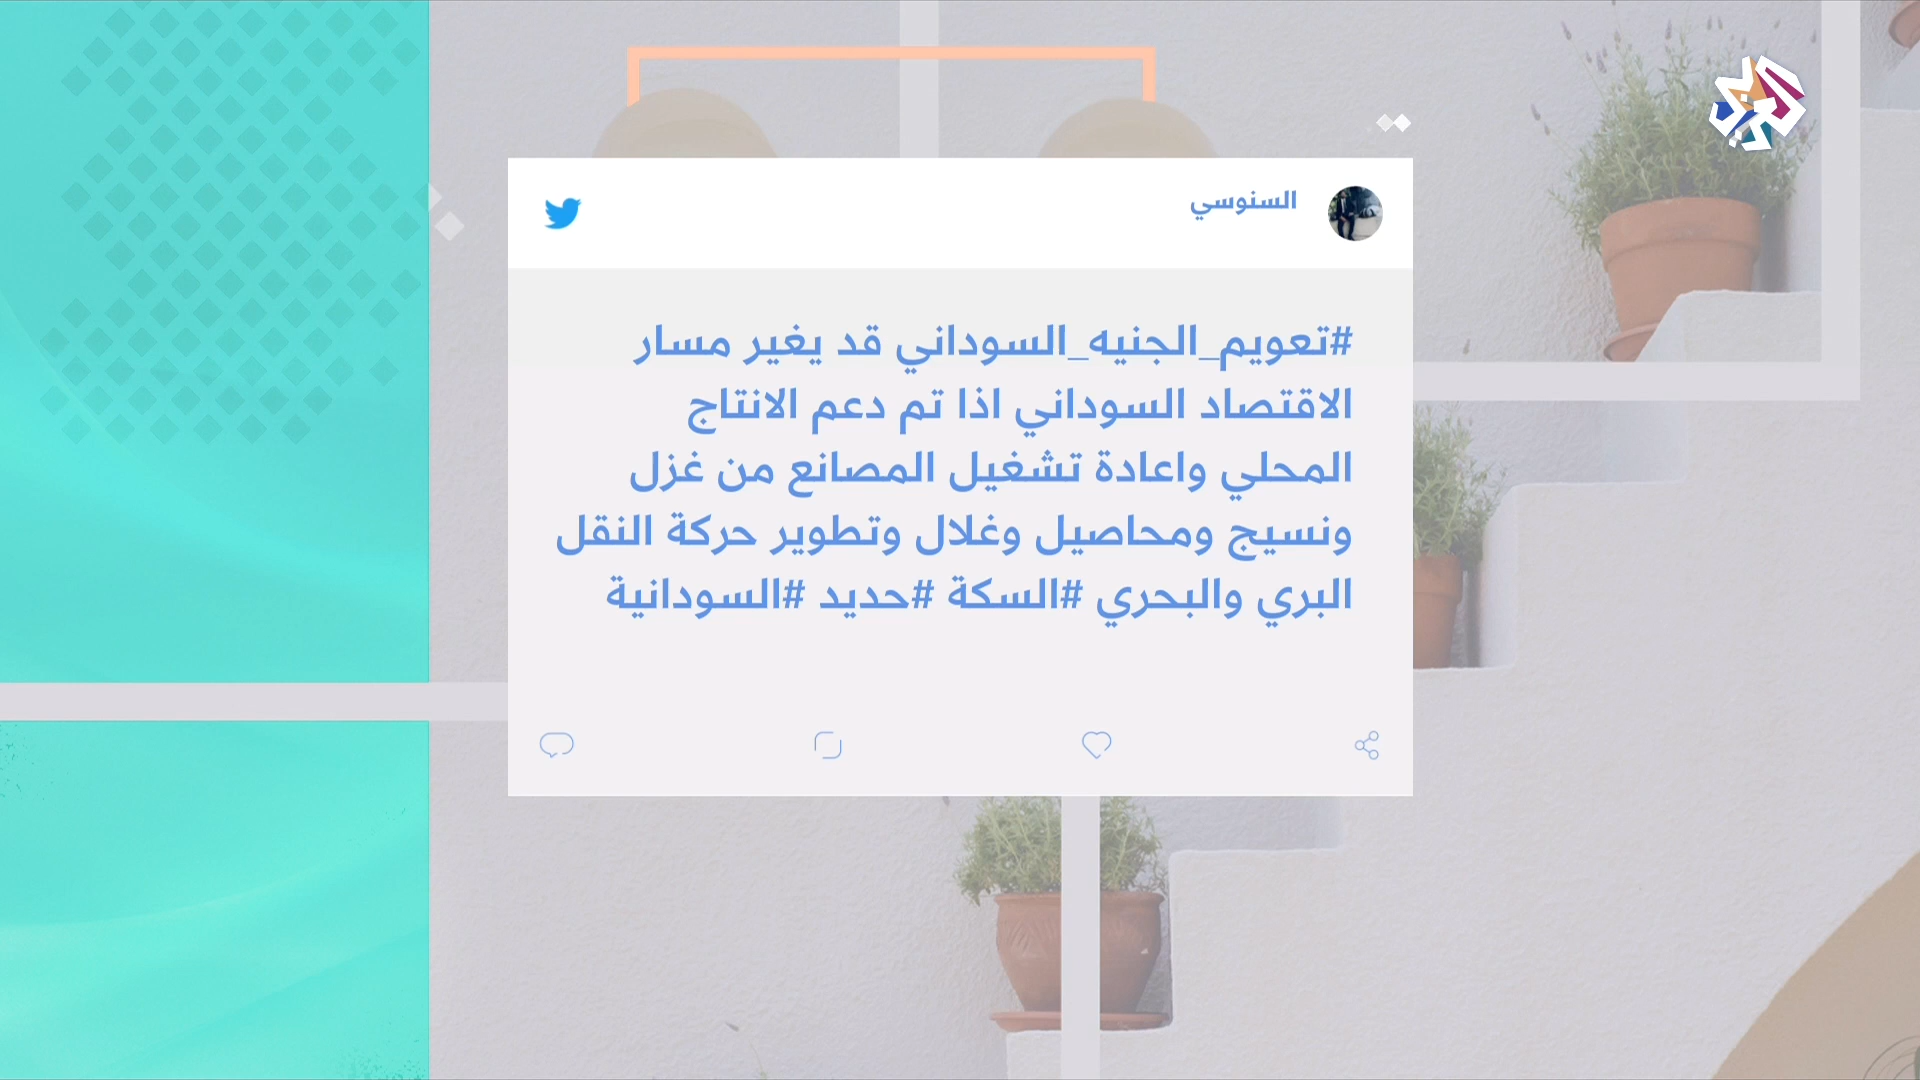 السنوسي
#تعويم_الجنيه_السوداني قد يغير مسار
الاقتصاد السوداني اذا تم دعم الانتاج
المحلي واعادة تشغيل المصانع من غزل
ونسيج ومحاصيل وغلال وتطوير حركة النقل
البري والبحري #السكة #حديد #السودانية